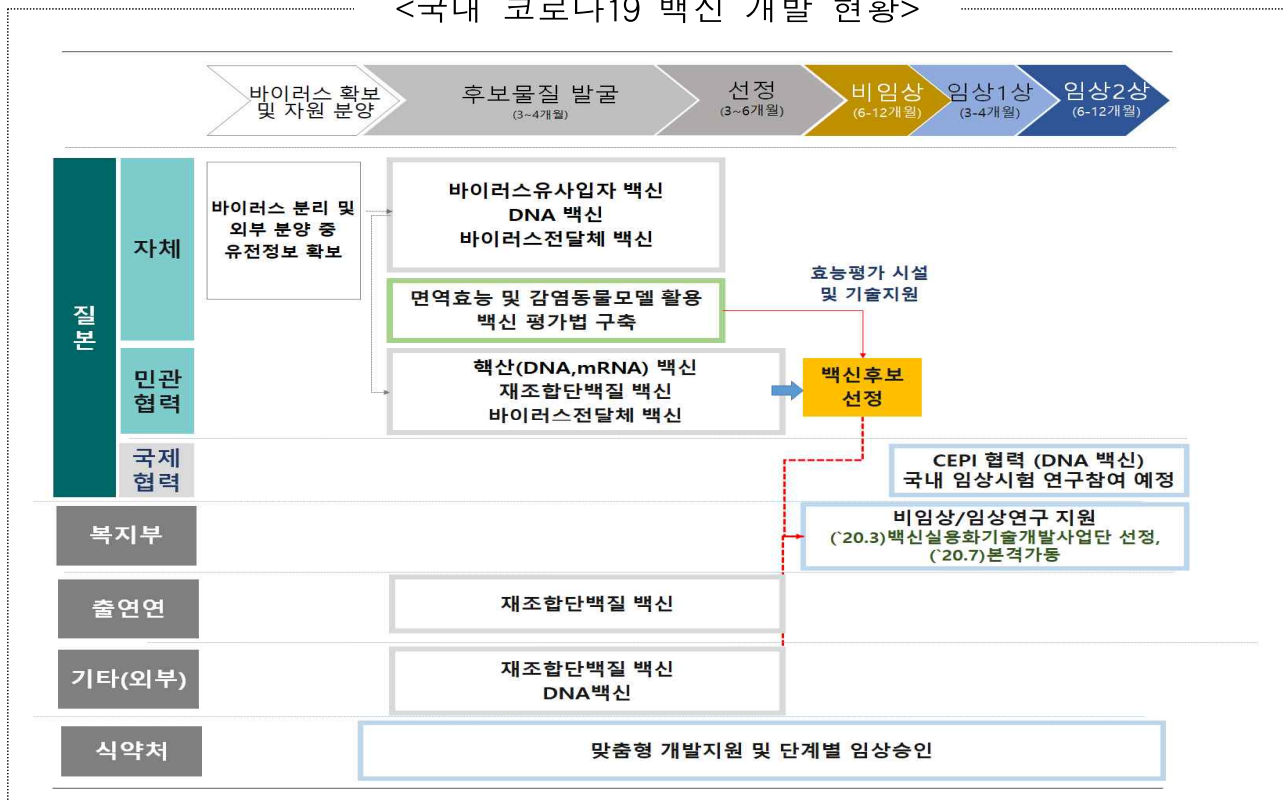 <국내 코로나19 백신 개발 현황>
바이러스 확보
및 자원 분양
후보물질 발굴
(3~4개월)
선정
(3~6개월)
비임상
(6-12개월)
임상1상
(3-4개월)
임상2상
(6-12개월)
질본
자체
바이러스 분리 및
외부 분양 중
유전정보 확보
바이러스유사입자 백신
DNA 백신
바이러스전달체 백신
효능평가 시설
및 기술지원
면역효능 및 감염동물모델 활용
백신 평가법 구축
민관
협력
핵산(DNA,mRNA) 백신
재조합단백질 백신
바이러스전달체 백신
백신후보
선정
국제
협력
CEPI 협력 (DNA 백신)
국내 임상시험 연구참여 예정
복지부
비임상/임상연구 지원
(`20.3)백신실용화기술개발사업단 선정,
(`20.7)본격가동
출연연
재조합단백질 백신
기타(외부)
재조합단백질 백신
DNA백신
식약처
맞춤형 개발지원 및 단계별 임상승인